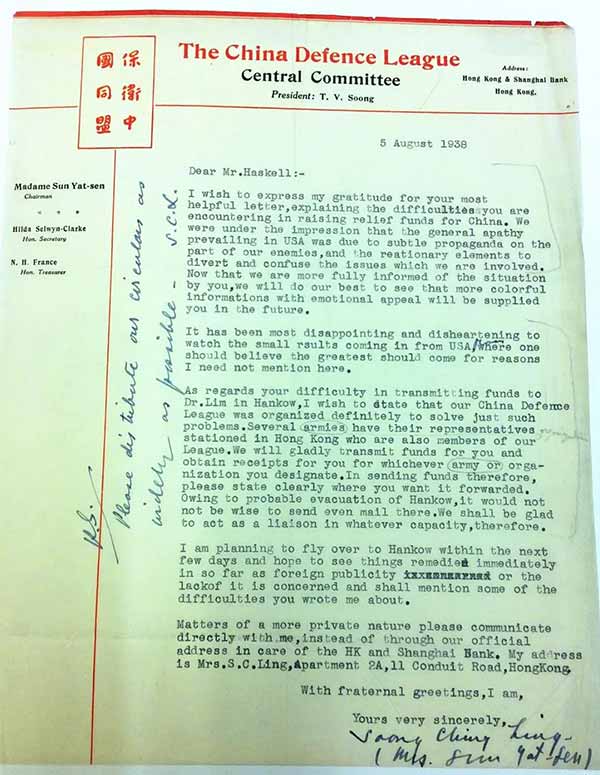 保衛中
國同盟
The China Defence League
Central Committee
President: T. V. Soong
Address:
Hong Kong & Shanghai Bank
Hong Kong.
Madame Sun Yat-sen
Chairman
Hilda Selwyn-Clarke
Hon. Secretary
N. H. France
Hon. Treasurer
5 August 1938
Dear Mr.Haskell:-
I wish to express my gratitude for your most
helpful letter,explaining the difficulties you are
encountering in raising relief funds for China. We
were under the impression that the general apathy
prevailing in USA was due to subtle propaganda on the
part of our enemies,and the reationary elements to
divert and confuse the issues which we are involved.
Now that we are more fully informed of the situation
by you,we will do our best to see that more colorful
informations with emotional appeal will be supplied
you in the future.
It has been most disappointing and disheartening to
watch the small rsults coming in from USA,where one
should believe the greatest should come for reasons
I need not mention here.
As regards your difficulty in transmitting funds to
Dr.Lim in Hankow,I wish to state that our China Defence
League was organized definitely to solve just such
problems.Several armies have their representatives
stationed in Hong Kong who are also members of our
League.We will gladly transmit funds for you and
obtain receipts for you for whichever army or orga-
nization you designate.In sending funds therefore,
please state clearly where you want it forwarded.
Owing to probable evacuation of Hankow,it would not
not be wise to send even mail there.We shall be glad
to act as a liaison in whatever capacity,therefore.
I am planning to fly over to Hankow within the next
few days and hope to see things remedied immediately
in so far as foreign publicity or the
lackof it is concerned and shall mention some of the
difficulties you wrote me about.
Matters of a more private nature please communicate
directly with me,instead of through our official
address in care of the HK and Shanghai Bank. My address
is Mrs.S.C.Ling,Apartment 2A,11 Conduit Road,HongKong.
With fraternal greetings,I am,
Yours very sincerely,
Soong Ching Ling
(Mrs. Sun Yat-Sen)
P.S.
Please distribute our circulars as
widely as possible - S.C.L.